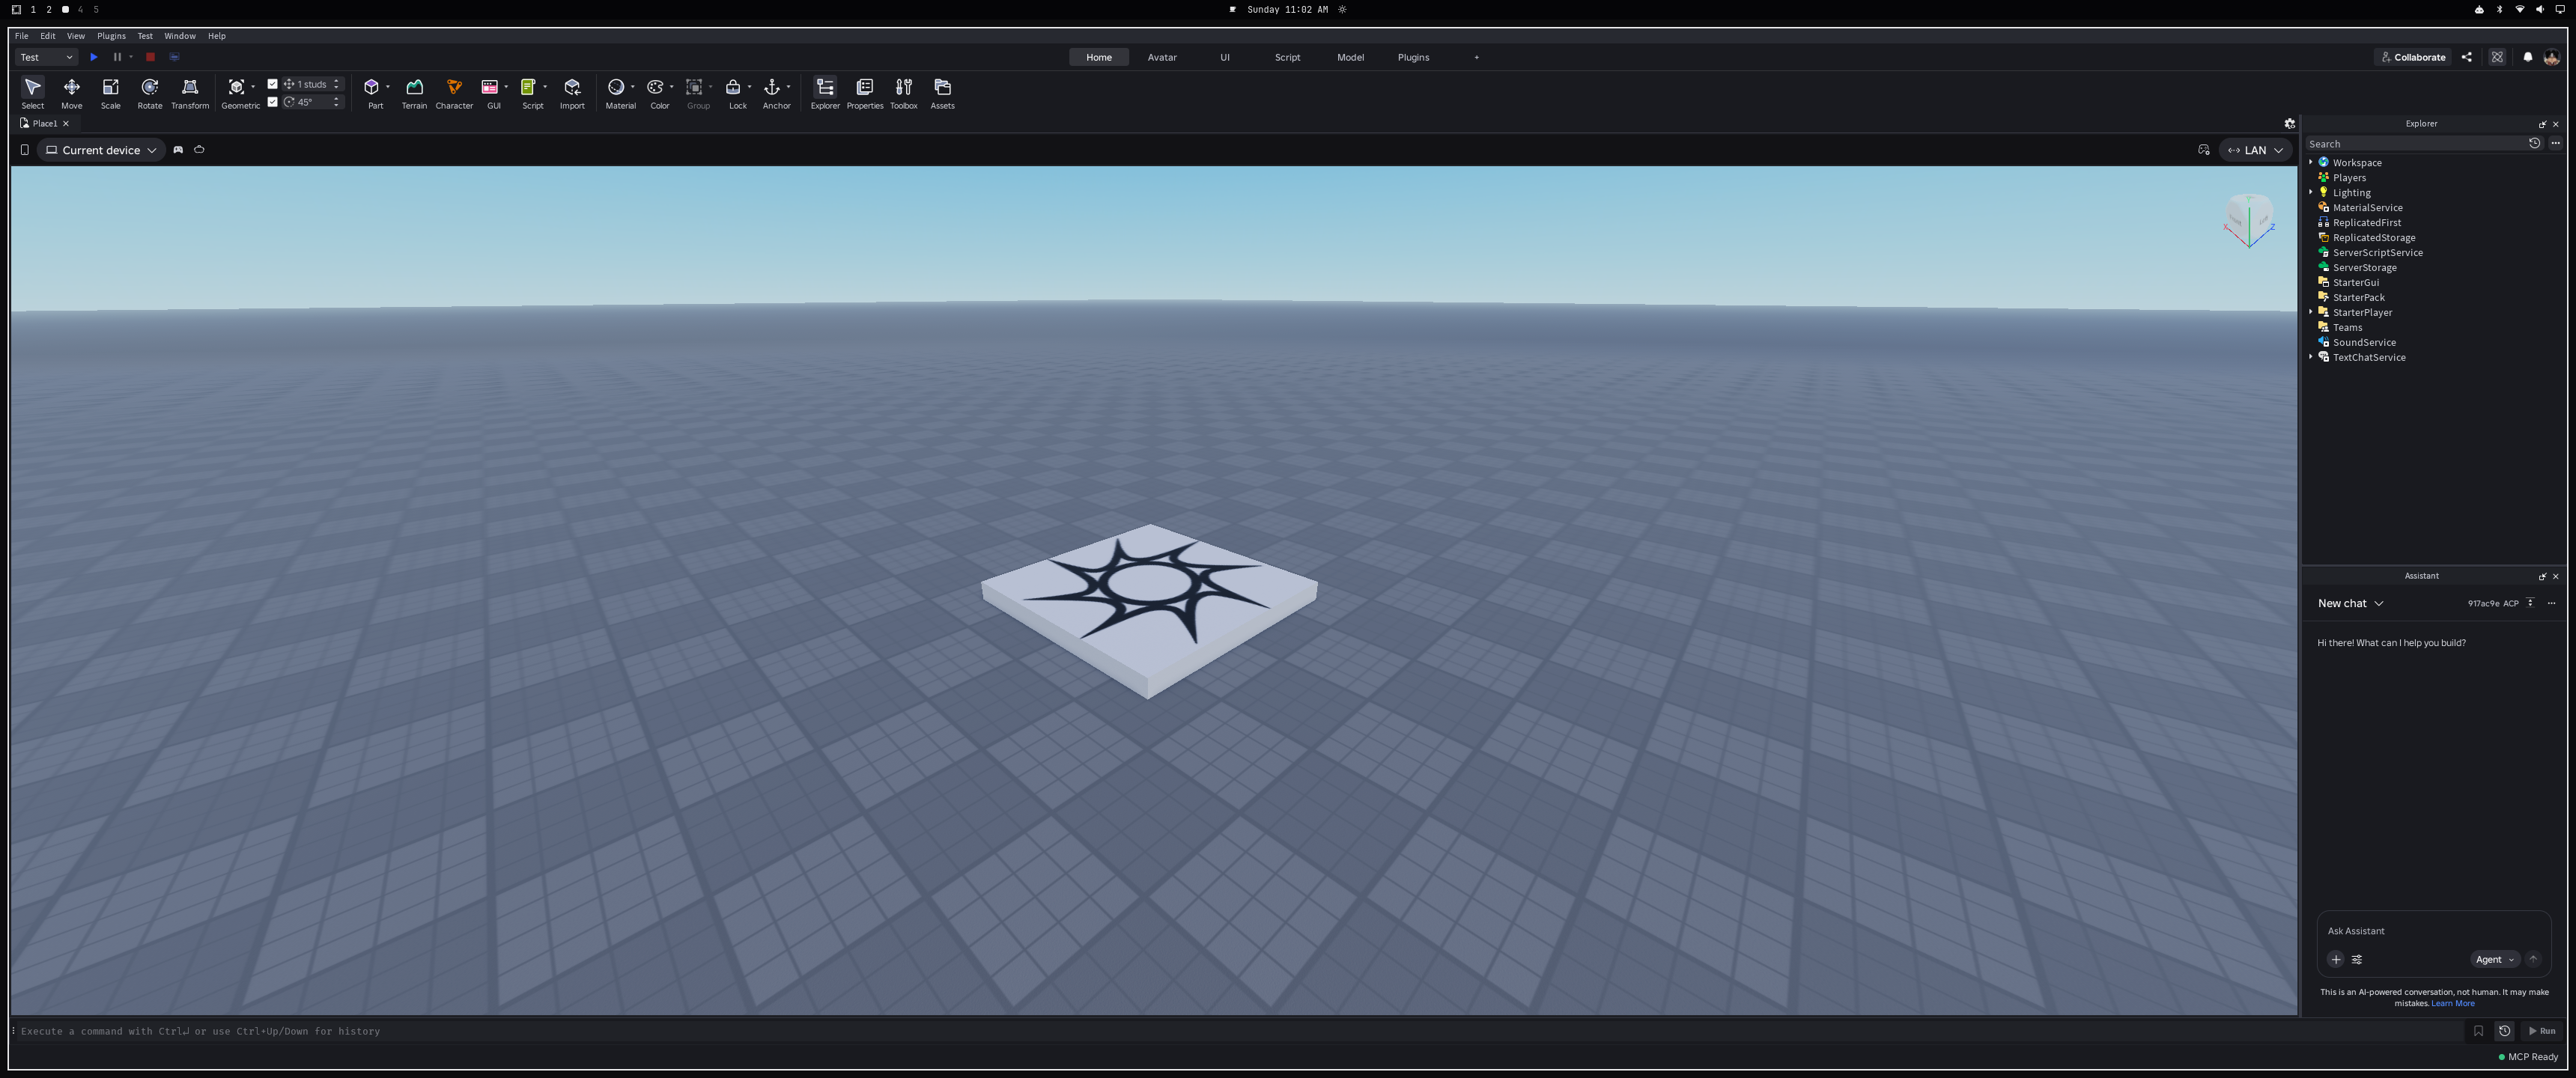 1 2 4 5
Sunday 11:02 AM
File Edit View Plugins Test Window Help
Test
Home Avatar UI Script Model Plugins +
Collaborate
1 studs
45°
Select Move Scale Rotate Transform Geometric Part Terrain Character GUI Script Import Material Color Group Lock Anchor Explorer Properties Toolbox Assets
Place1
Current device
LAN
Explorer
Search
Workspace
Players
Lighting
MaterialService
ReplicatedFirst
ReplicatedStorage
ServerScriptService
ServerStorage
StarterGui
StarterPack
StarterPlayer
Teams
SoundService
TextChatService
X Z
Assistant
New chat
917ac9e ACP
Hi there! What can I help you build?
Ask Assistant
Agent
This is an AI-powered conversation, not human. It may make
mistakes. Learn More
Execute a command with Ctrl↵ or use Ctrl+Up/Down for history
Run
MCP Ready